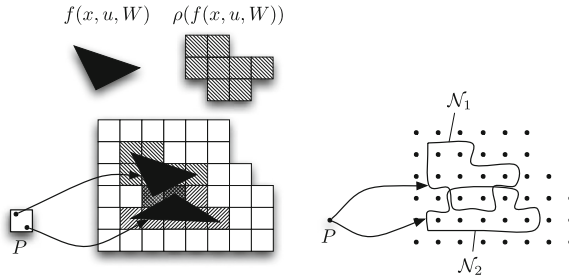 f(x, u, W) ρ(f(x, u, W))
𝒩₁
P
P
𝒩₂